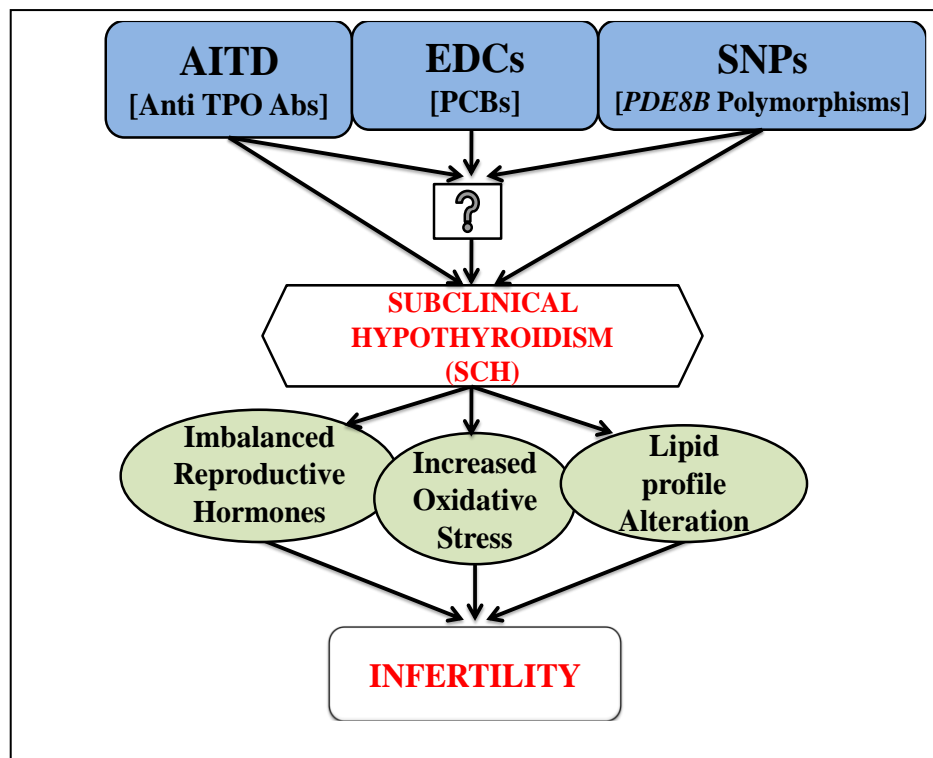 AITD
[Anti TPO Abs]
EDCs
[PCBs]
SNPs
[PDE8B Polymorphisms]
?
SUBCLINICAL
HYPOTHYROIDISM
(SCH)
Imbalanced
Reproductive
Hormones
Increased
Oxidative
Stress
Lipid
profile
Alteration
INFERTILITY